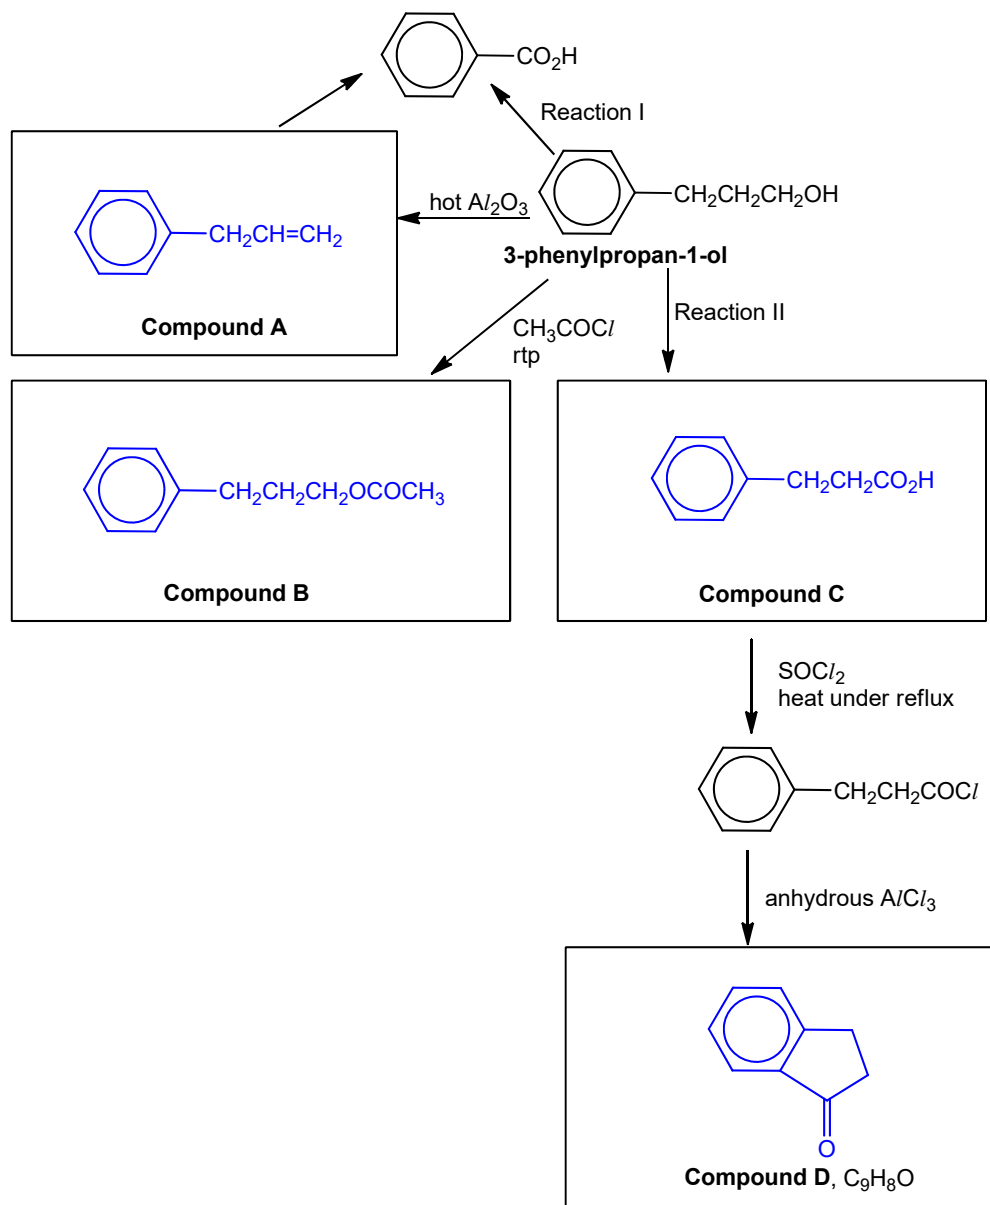 CO₂H
Reaction I
hot Al₂O₃
CH₂CH₂CH₂OH
3-phenylpropan-1-ol
CH₂CH=CH₂
Compound A
CH₃COCl
rtp
Reaction II
CH₂CH₂CH₂OCOCH₃
Compound B
CH₂CH₂CO₂H
Compound C
SOCl₂
heat under reflux
CH₂CH₂COCl
anhydrous AlCl₃
O
Compound D, C₉H₈O